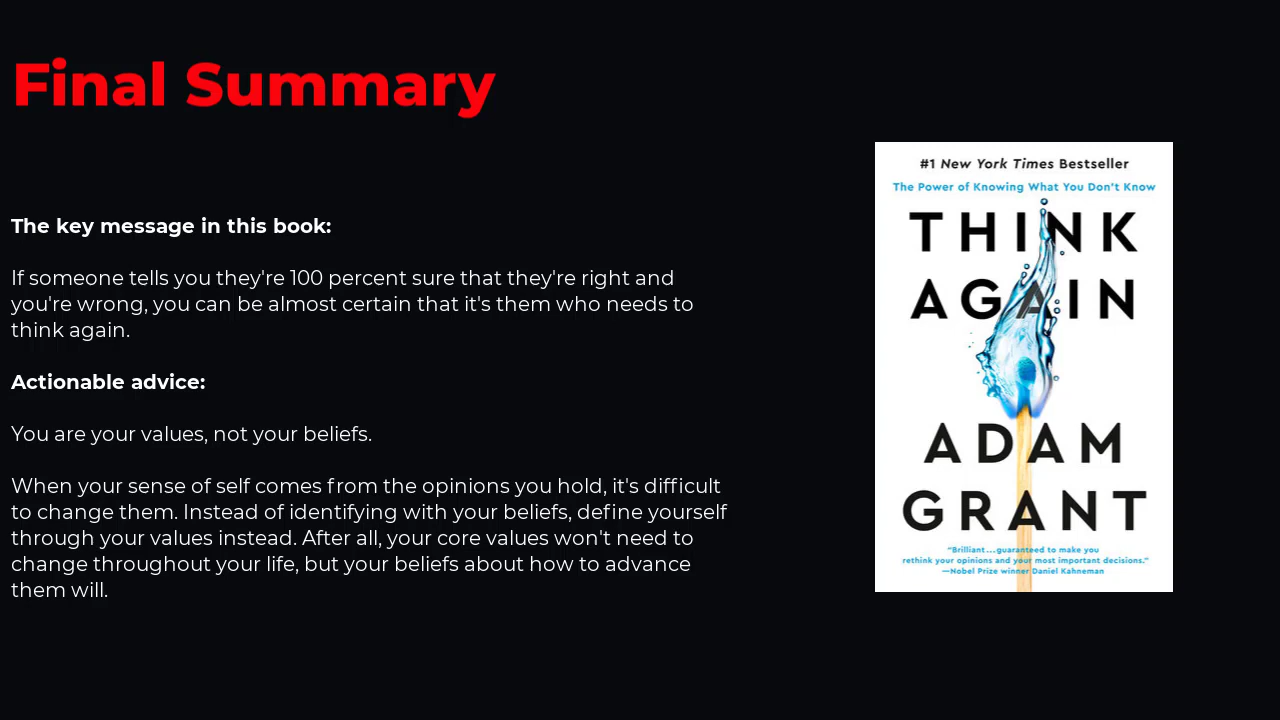 Final Summary
The key message in this book:
If someone tells you they're 100 percent sure that they're right and
you're wrong, you can be almost certain that it's them who needs to
think again.
Actionable advice:
You are your values, not your beliefs.
When your sense of self comes from the opinions you hold, it's difficult
to change them. Instead of identifying with your beliefs, define yourself
through your values instead. After all, your core values won't need to
change throughout your life, but your beliefs about how to advance
them will.
#1 New York Times Bestseller
The Power of Knowing What You Don't Know
THINK
AGAIN
ADAM
GRANT
"Brilliant...guaranteed to make you
rethink your opinions and your most important decisions."
—Nobel Prize winner Daniel Kahneman